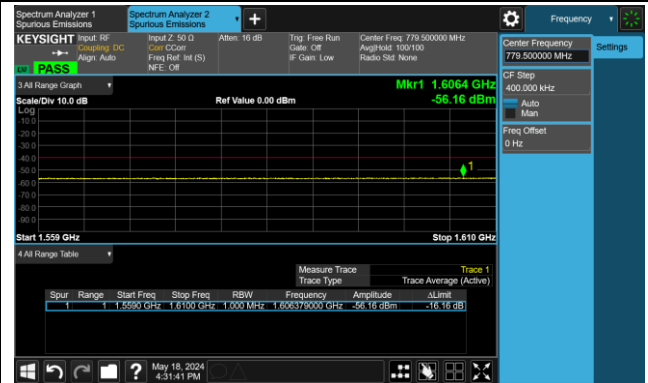 Spectrum Analyzer 1
Spurious Emissions
Spectrum Analyzer 2
Spurious Emissions
Frequency
KEYSIGHT
Input: RF
Coupling: DC
Align: Auto
Input Z: 50 Ω
Corr CCorr
Freq Ref: Int (S)
NFE: Off
Atten: 16 dB
Trig: Free Run
Gate: Off
IF Gain: Low
Center Freq: 779.500000 MHz
Avg|Hold: 100/100
Radio Std: None
LXI
PASS
Center Frequency
779.500000 MHz
Settings
CF Step
400.000 kHz
Auto
Man
Freq Offset
0 Hz
3 All Range Graph
Mkr1 1.6064 GHz
Scale/Div 10.0 dB
Ref Value 0.00 dBm
-56.16 dBm
Log
-10.0
-20.0
-30.0
-40.0
-50.0
-60.0
-70.0
-80.0
-90.0
1
Start 1.559 GHz
Stop 1.610 GHz
4 All Range Table
Measure Trace Trace 1
Trace Type Trace Average (Active)
Spur Range Start Freq Stop Freq RBW Frequency Amplitude ΔLimit
1 1 1.5590 GHz 1.6100 GHz 1.000 MHz 1.606379000 GHz -56.16 dBm -16.16 dB
?
May 18, 2024
4:31:41 PM